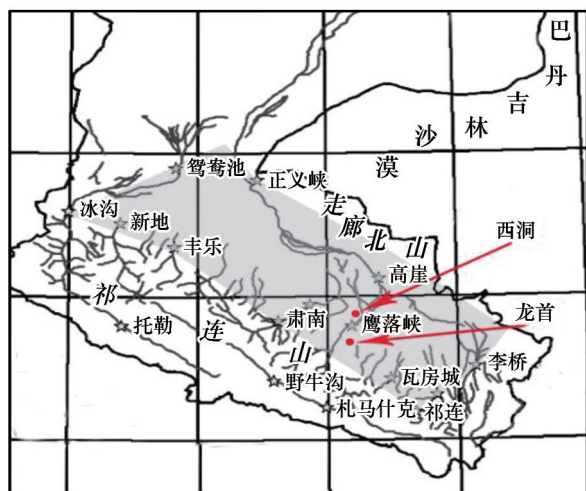 巴丹吉林沙漠
鸳鸯池
正义峡
走廊北山
冰沟
新地
西洞
丰乐
高崖
祁连山
肃南
鹰落峡
龙首
托勒
李桥
野牛沟
瓦房城
札马什克
祁连